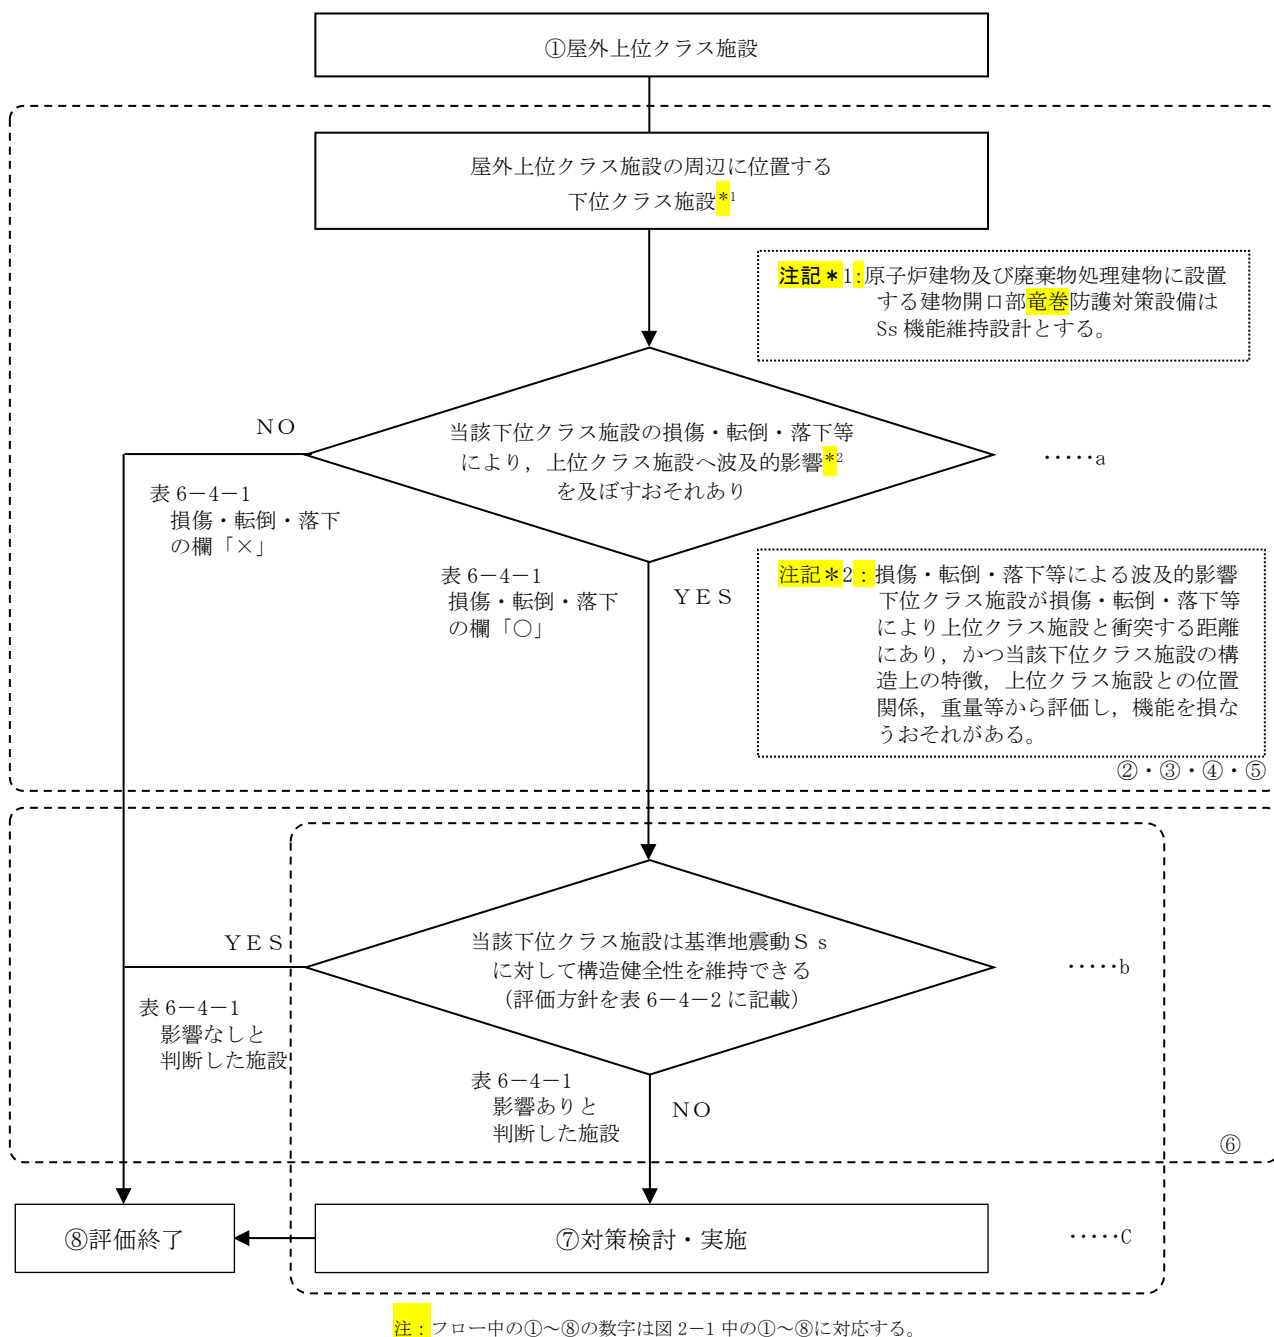 ①屋外上位クラス施設
屋外上位クラス施設の周辺に位置する
下位クラス施設*1
注記＊1:原子炉建物及び廃棄物処理建物に設置
する建物開口部竜巻防護対策設備は
Ss 機能維持設計とする。
NO
当該下位クラス施設の損傷・転倒・落下等
により，上位クラス施設へ波及的影響*2
を及ぼすおそれあり
·····a
表 6－4－1
損傷・転倒・落下
の欄「×」
表 6－4－1
損傷・転倒・落下
の欄「○」
ＹＥＳ
注記＊2：損傷・転倒・落下等による波及的影響
下位クラス施設が損傷・転倒・落下等
により上位クラス施設と衝突する距離
にあり，かつ当該下位クラス施設の構
造上の特徴，上位クラス施設との位置
関係，重量等から評価し，機能を損な
うおそれがある。
②・③・④・⑤
ＹＥＳ
当該下位クラス施設は基準地震動Ｓｓ
に対して構造健全性を維持できる
（評価方針を表 6－4－2 に記載）
·····b
表 6－4－1
影響なしと
判断した施設
表 6－4－1
影響ありと
判断した施設
NO
⑥
⑧評価終了
⑦対策検討・実施
·····C
注：フロー中の①～⑧の数字は図 2－1 中の①～⑧に対応する。